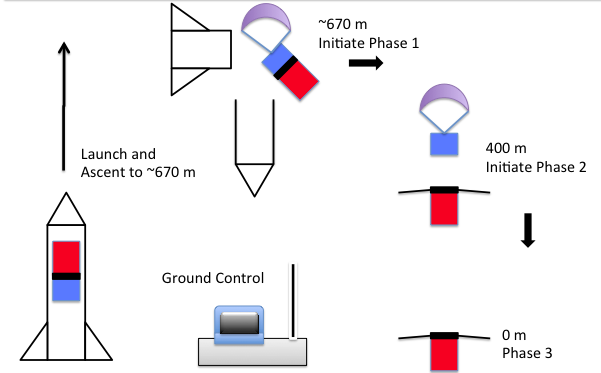 ~670 m
Initiate Phase 1
Launch and
Ascent to ~670 m
400 m
Initiate Phase 2
Ground Control
0 m
Phase 3